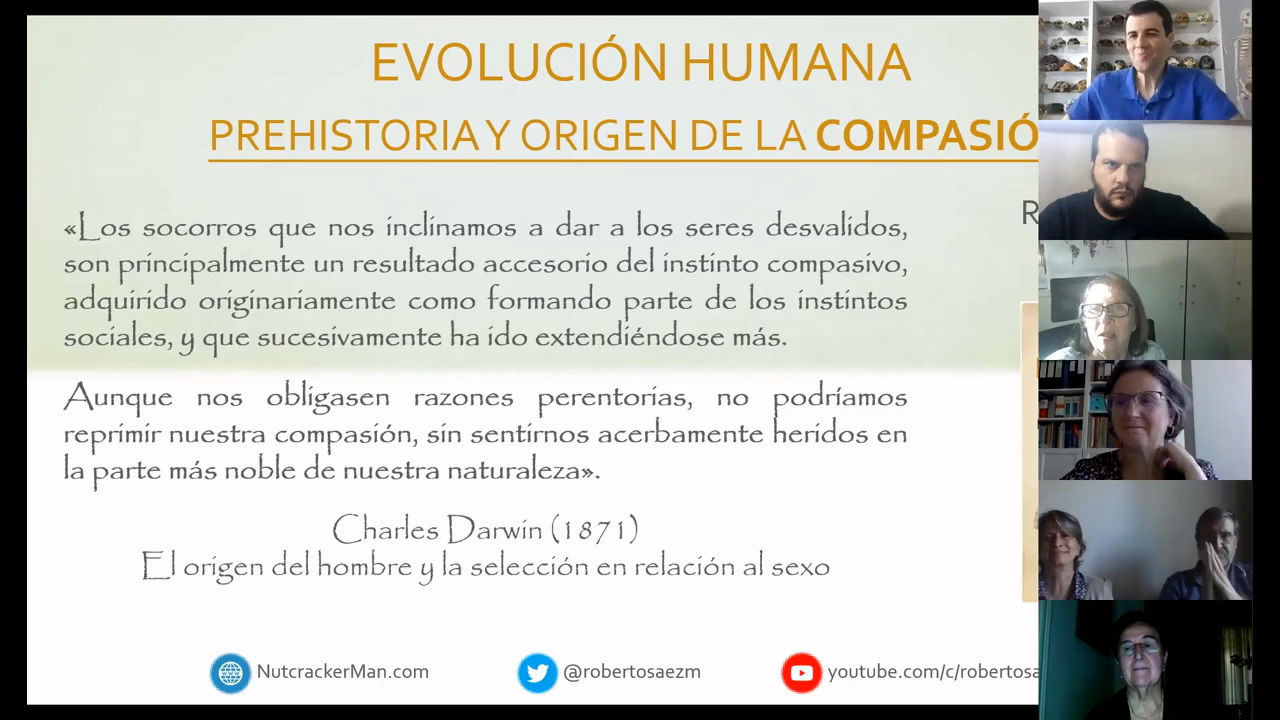 EVOLUCIÓN HUMANA
PREHISTORIA Y ORIGEN DE LA COMPASIÓ
R
«Los socorros que nos inclinamos a dar a los seres desvalidos,
son principalmente un resultado accesorio del instinto compasivo,
adquirido originariamente como formando parte de los instintos
sociales, y que sucesivamente ha ido extendiéndose más.
Aunque nos obligasen razones perentorias, no podríamos
reprimir nuestra compasión, sin sentirnos acerbamente heridos en
la parte más noble de nuestra naturaleza».
Charles Darwin (1871)
El origen del hombre y la selección en relación al sexo
NutcrackerMan.com
@robertosaezm
youtube.com/c/robertosa